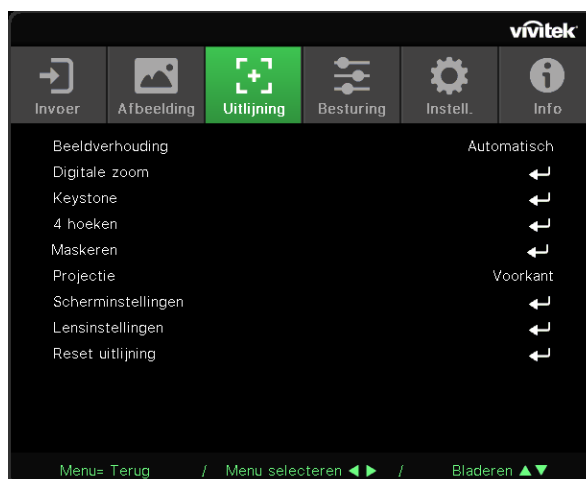 vivitek
Invoer Afbeelding Uitlijning Besturing Instell. Info
Beeldverhouding Automatisch
Digitale zoom
Keystone
4 hoeken
Maskeren
Projectie Voorkant
Scherminstellingen
Lensinstellingen
Reset uitlijning
Menu= Terug / Menu selecteren ◀ ▶ / Bladeren ▲▼